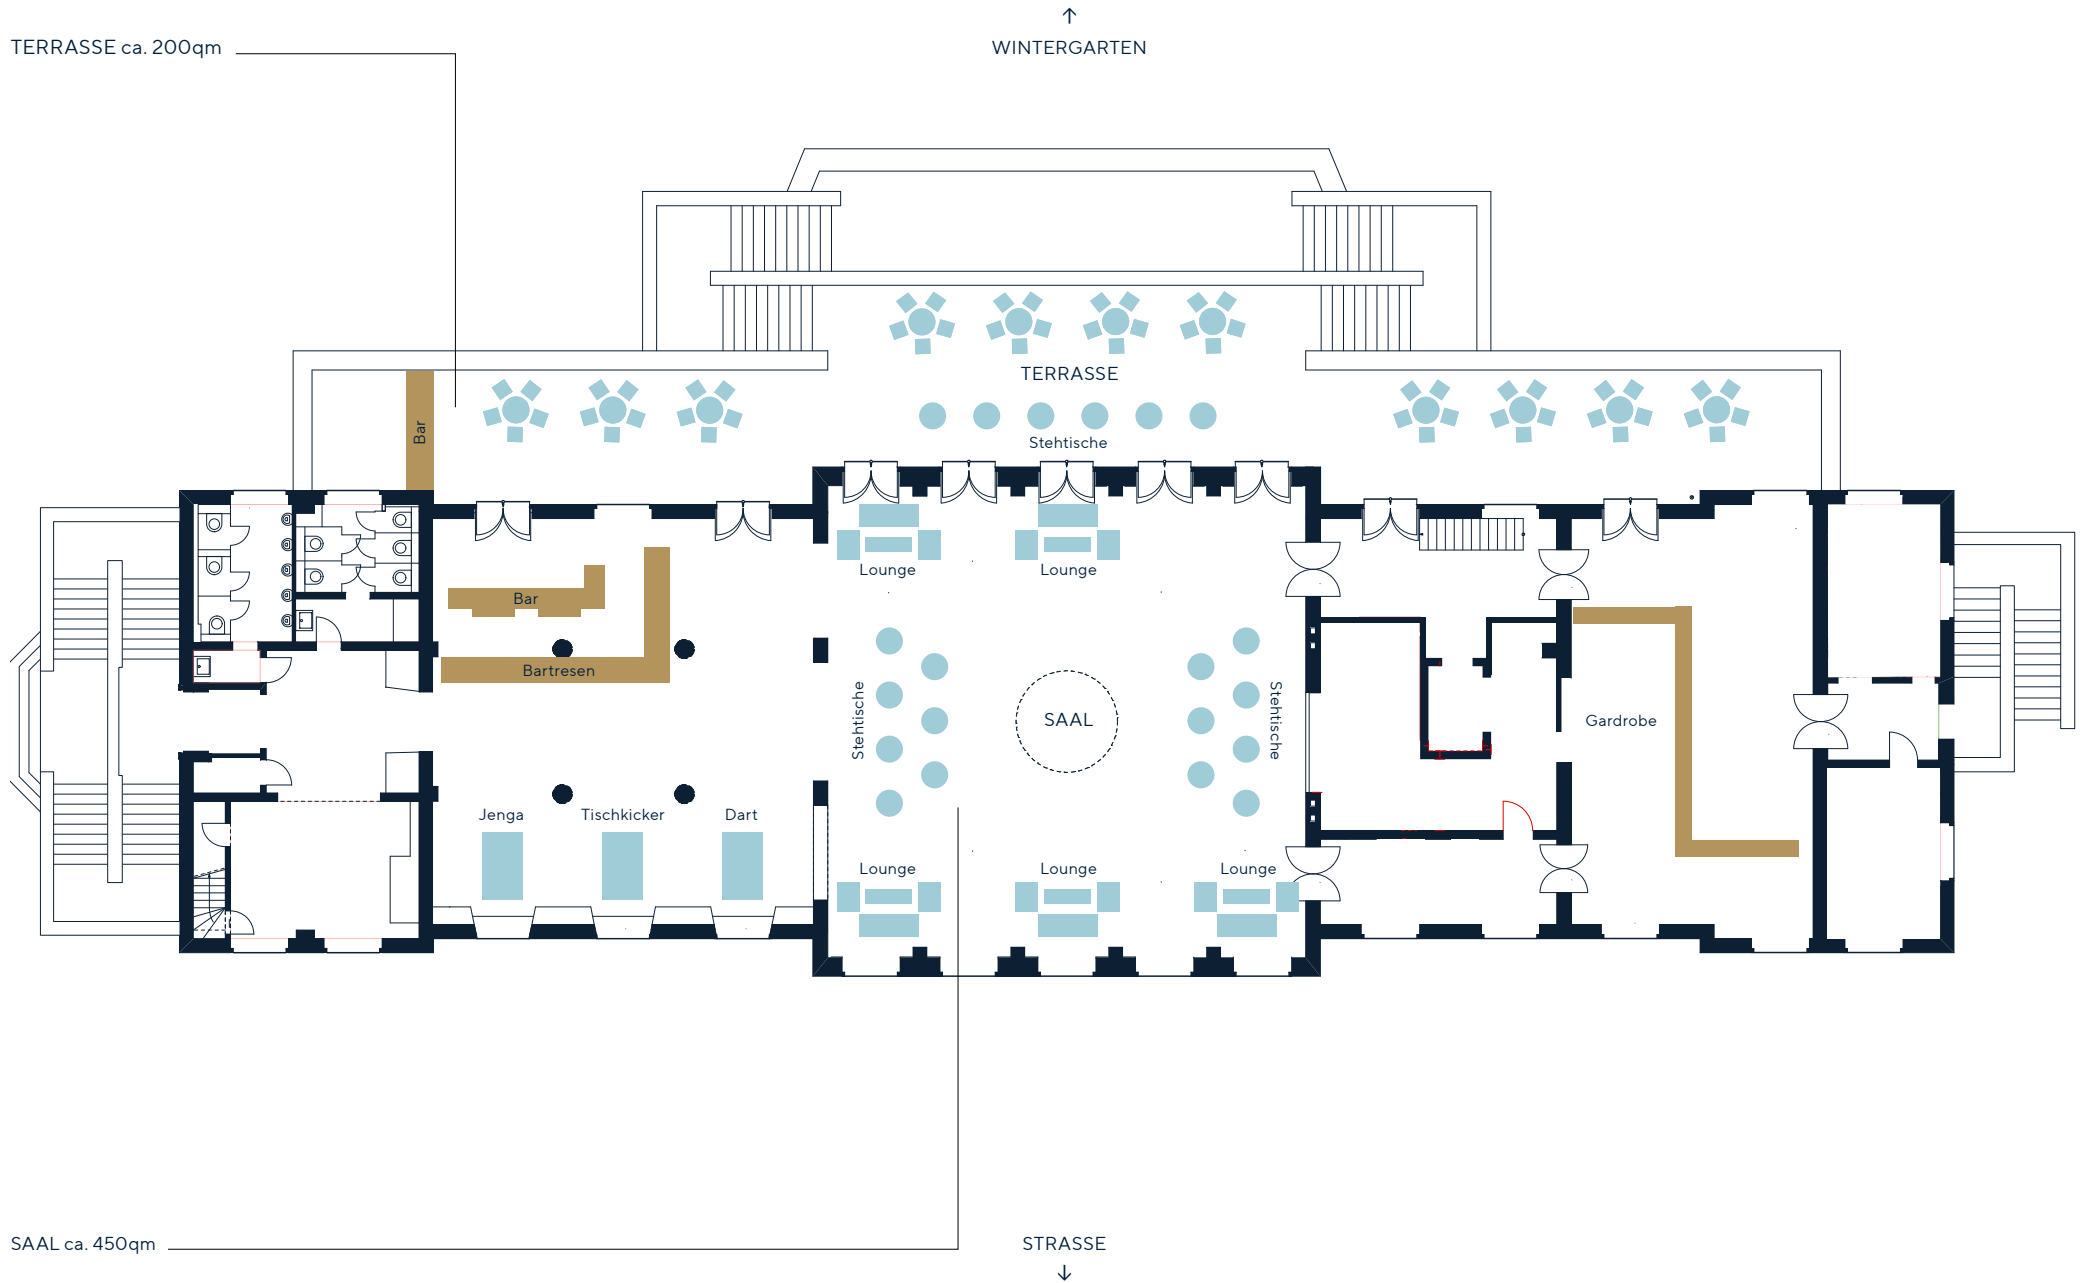 WINTERGARTEN
TERRASSE ca. 200qm
TERRASSE
Bar
Stehtische
Lounge
Lounge
Bar
Bartresen
Stehtische
SAAL
Stehtische
Gardrobe
Jenga
Tischkicker
Dart
Lounge
Lounge
Lounge
SAAL ca. 450qm
STRASSE